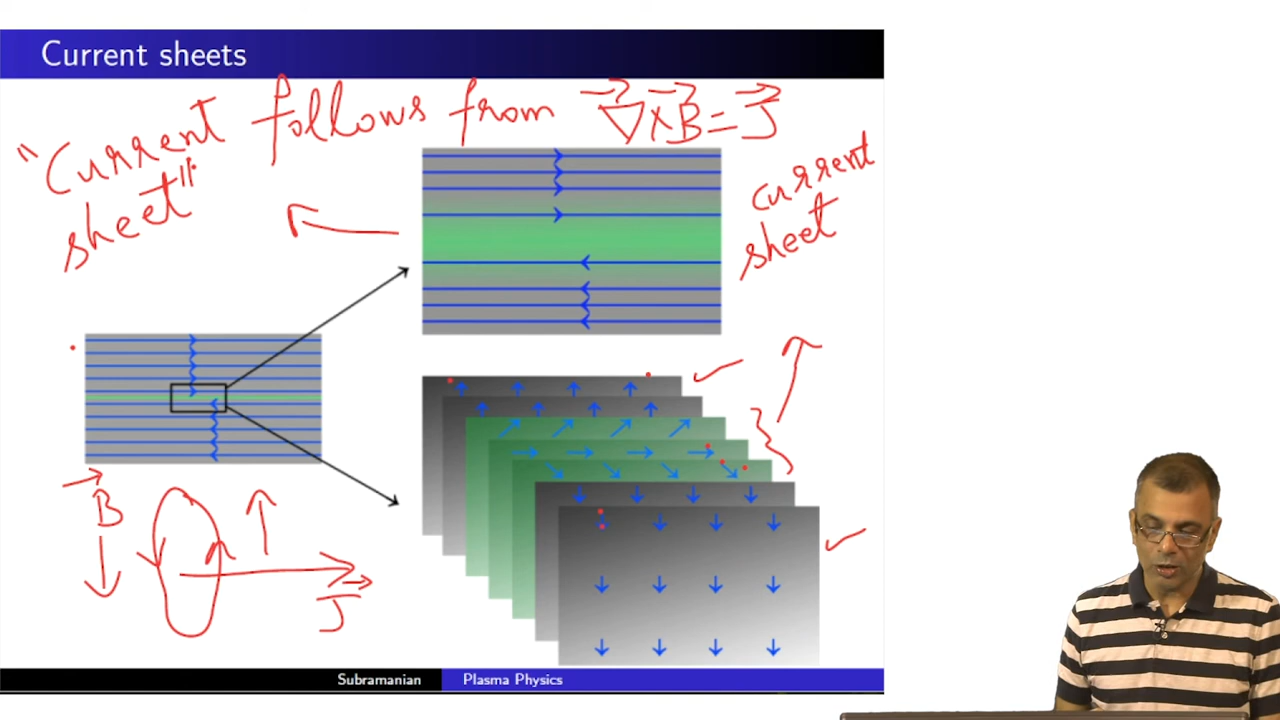 Current sheets
"Current follows from ∇⃗ × B⃗ = J⃗
sheet"
current
sheet
B⃗
J⃗
Subramanian
Plasma Physics